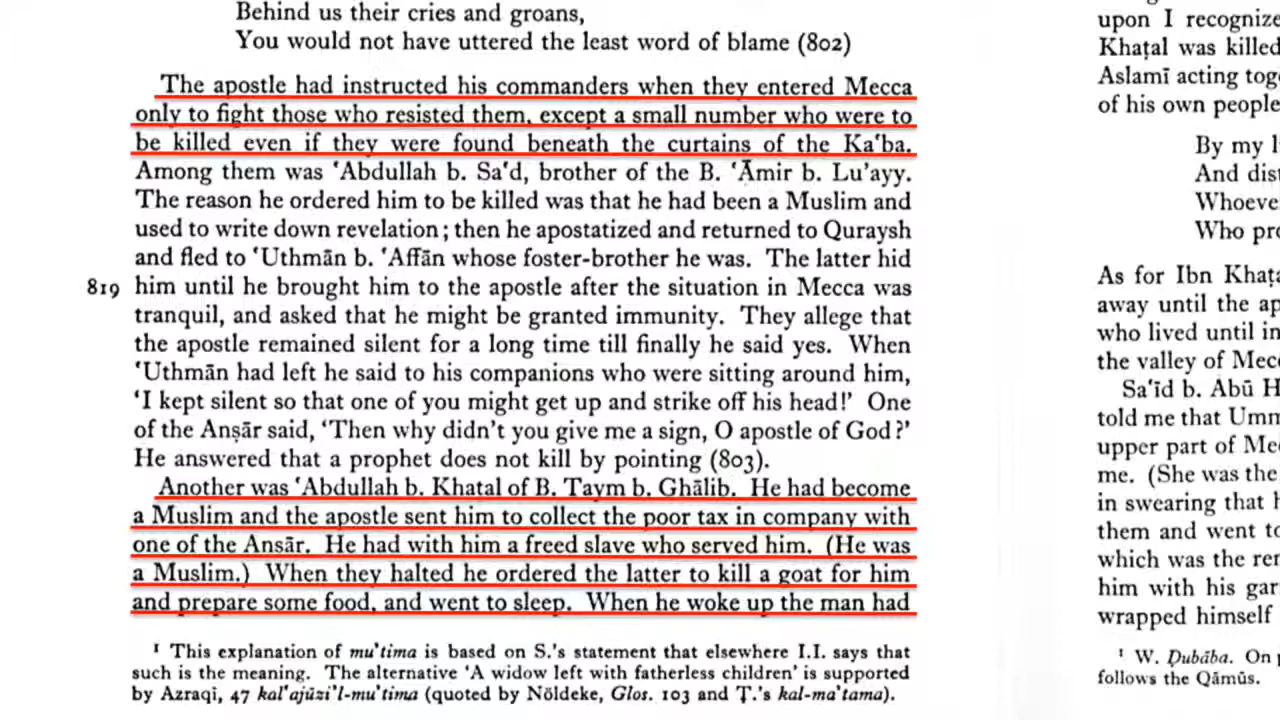 Behind us their cries and groans,
You would not have uttered the least word of blame (802)
The apostle had instructed his commanders when they entered Mecca
only to fight those who resisted them, except a small number who were to
be killed even if they were found beneath the curtains of the Ka'ba.
Among them was 'Abdullah b. Sa'd, brother of the B. 'Āmir b. Lu'ayy.
The reason he ordered him to be killed was that he had been a Muslim and
used to write down revelation; then he apostatized and returned to Quraysh
and fled to 'Uthmān b. 'Affān whose foster-brother he was. The latter hid
819 him until he brought him to the apostle after the situation in Mecca was
tranquil, and asked that he might be granted immunity. They allege that
the apostle remained silent for a long time till finally he said yes. When
'Uthmān had left he said to his companions who were sitting around him,
'I kept silent so that one of you might get up and strike off his head!' One
of the Anṣār said, 'Then why didn't you give me a sign, O apostle of God?'
He answered that a prophet does not kill by pointing (803).
Another was 'Abdullah b. Khatal of B. Taym b. Ghālib. He had become
a Muslim and the apostle sent him to collect the poor tax in company with
one of the Ansār. He had with him a freed slave who served him. (He was
a Muslim.) When they halted he ordered the latter to kill a goat for him
and prepare some food, and went to sleep. When he woke up the man had
¹ This explanation of mu'tima is based on S.'s statement that elsewhere I.I. says that
such is the meaning. The alternative 'A widow left with fatherless children' is supported
by Azraqī, 47 kal'ajūzi'l-mu'tima (quoted by Nöldeke, Glos. 103 and Ṭ.'s kal-ma'tama).
upon I recognize
Khaṭal was killed
Aslamī acting tog
of his own people
By my l
And dist
Whoeve
Who pro
As for Ibn Khaṭa
away until the ap
who lived until in
the valley of Mec
Sa'īd b. Abū H
told me that Umm
upper part of Me
me. (She was the
in swearing that h
them and went to
which was the ren
him with his gar
wrapped himself
¹ W. Ḍubāba. On
follows the Qāmūs.